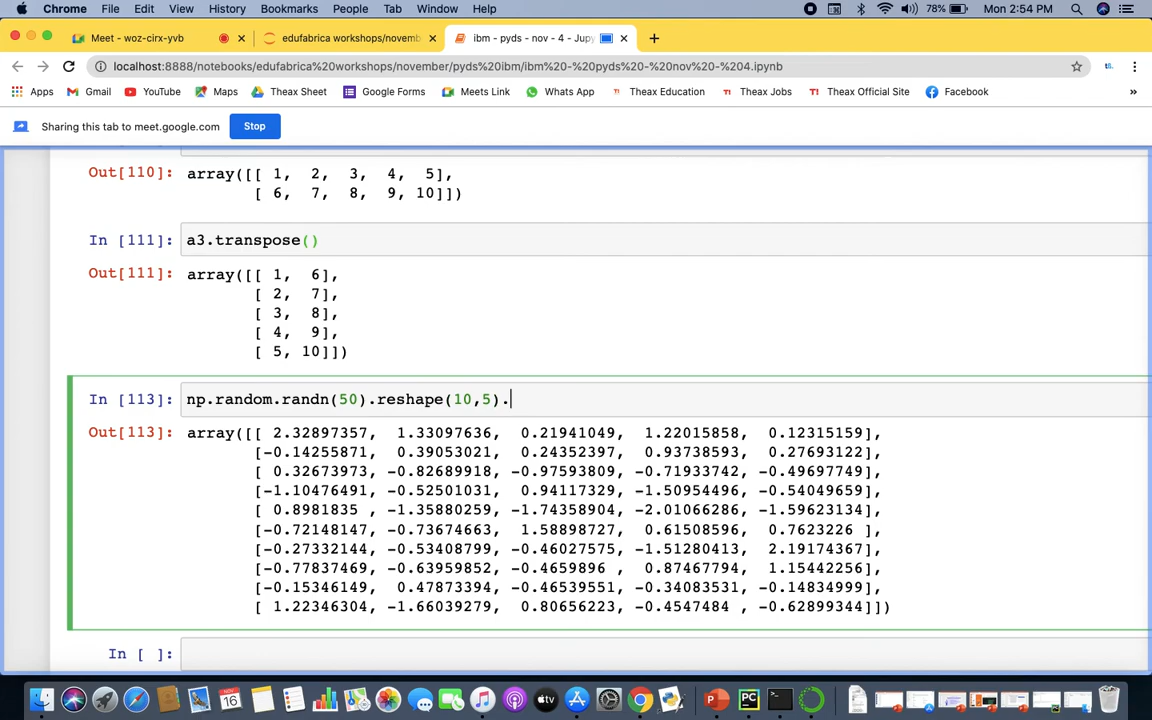 Chrome File Edit View History Bookmarks People Tab Window Help 78% Mon 2:54 PM
Meet - woz-cirx-yvb edufabrica workshops/novemb ibm - pyds - nov - 4 - Jupy
localhost:8888/notebooks/edufabrica%20workshops/november/pyds%20ibm/ibm%20-%20pyds%20-%20nov%20-%204.ipynb
Apps Gmail YouTube Maps Theax Sheet Google Forms Meets Link Whats App Theax Education Theax Jobs Theax Official Site Facebook »
Sharing this tab to meet.google.com Stop
Out[110] array([[ 1, 2, 3, 4, 5],
[ 6, 7, 8, 9, 10]])
In [111]: a3.transpose()
Out[111]: array([[ 1, 6],
[ 2, 7],
[ 3, 8],
[ 4, 9],
[ 5, 10]])
In [113]: np.random.randn(50).reshape(10,5).
Out[113]: array([[ 2.32897357, 1.33097636, 0.21941049, 1.22015858, 0.12315159],
[-0.14255871, 0.39053021, 0.24352397, 0.93738593, 0.27693122],
[ 0.32673973, -0.82689918, -0.97593809, -0.71933742, -0.49697749],
[-1.10476491, -0.52501031, 0.94117329, -1.50954496, -0.54049659],
[ 0.8981835 , -1.35880259, -1.74358904, -2.01066286, -1.59623134],
[-0.72148147, -0.73674663, 1.58898727, 0.61508596, 0.7623226 ],
[-0.27332144, -0.53408799, -0.46027575, -1.51280413, 2.19174367],
[-0.77837469, -0.63959852, -0.4659896 , 0.87467794, 1.15442256],
[-0.15346149, 0.47873394, -0.46539551, -0.34083531, -0.14834999],
[ 1.22346304, -1.66039279, 0.80656223, -0.4547484 , -0.62899344]])
In [ ]:
NOV 16